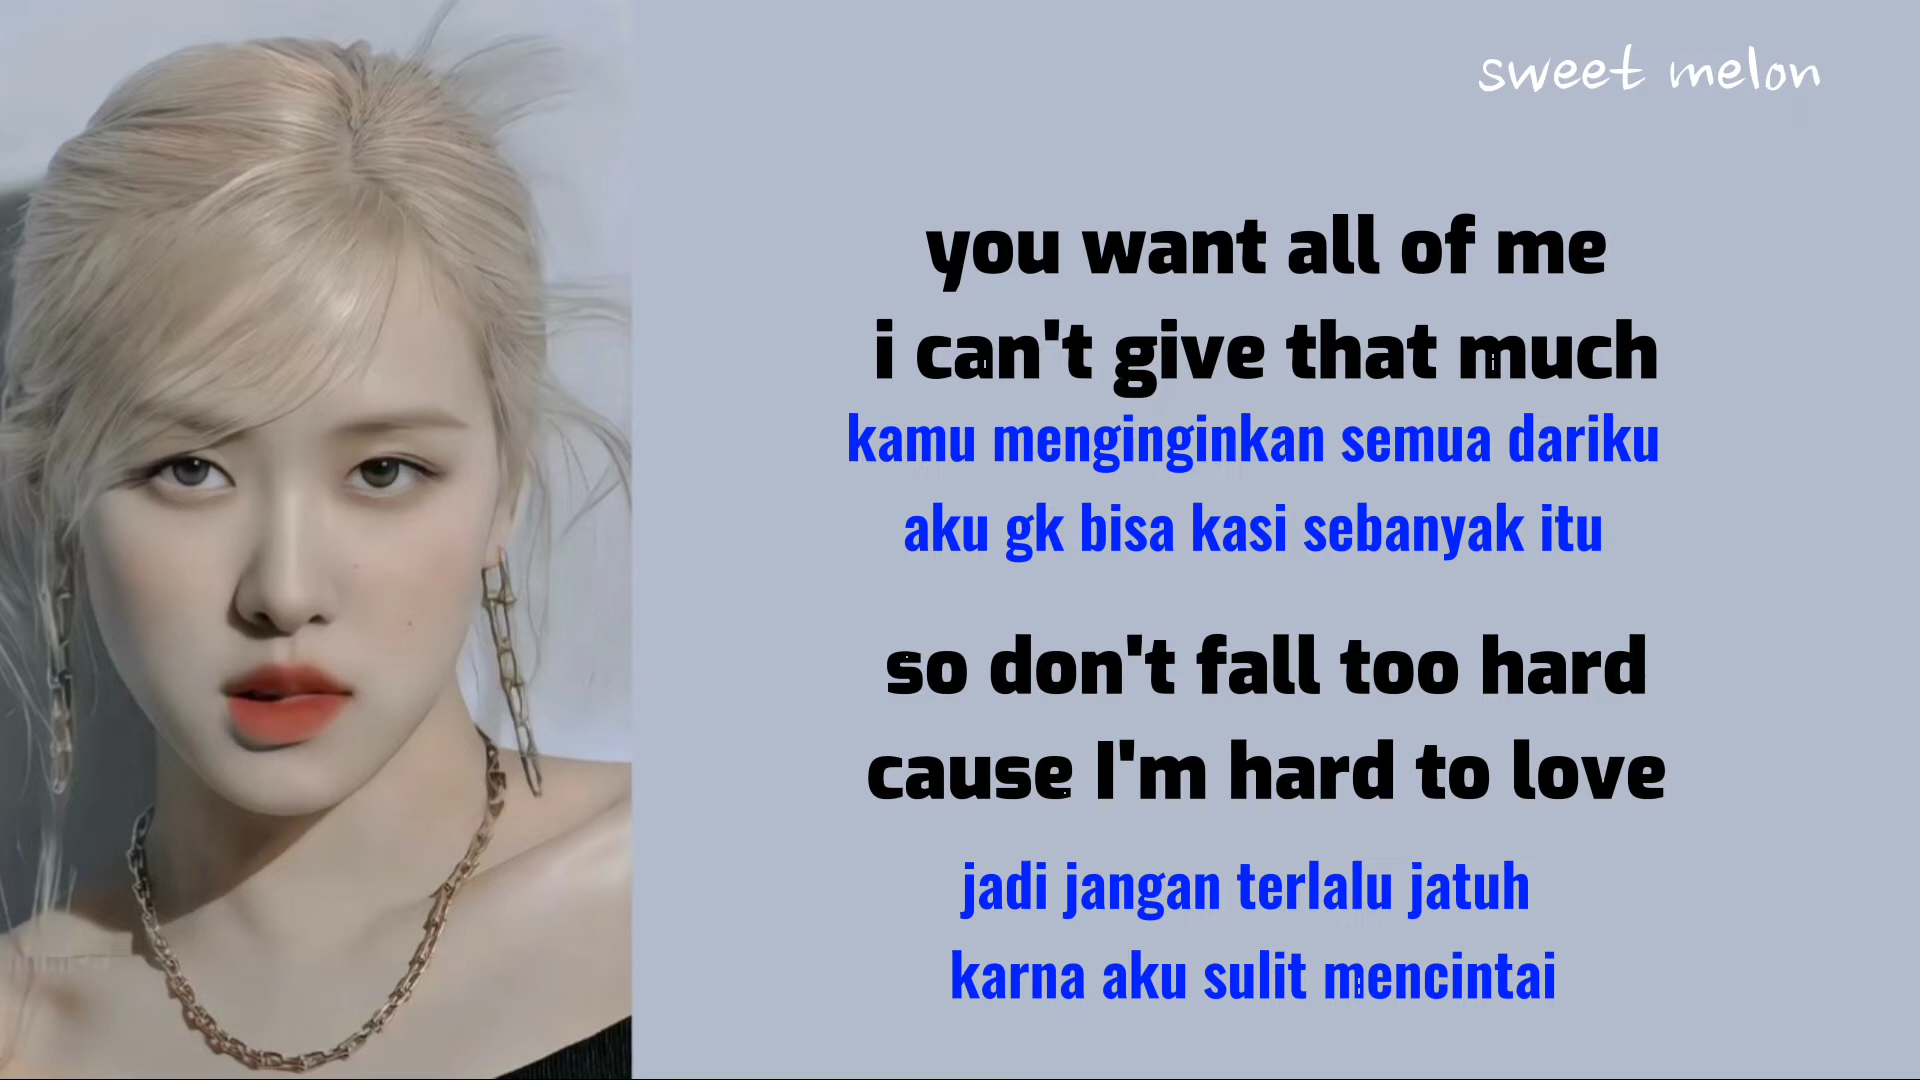 sweet melon
you want all of me
i can't give that much
kamu menginginkan semua dariku
aku gk bisa kasi sebanyak itu
so don't fall too hard
cause I'm hard to love
jadi jangan terlalu jatuh
karna aku sulit mencintai